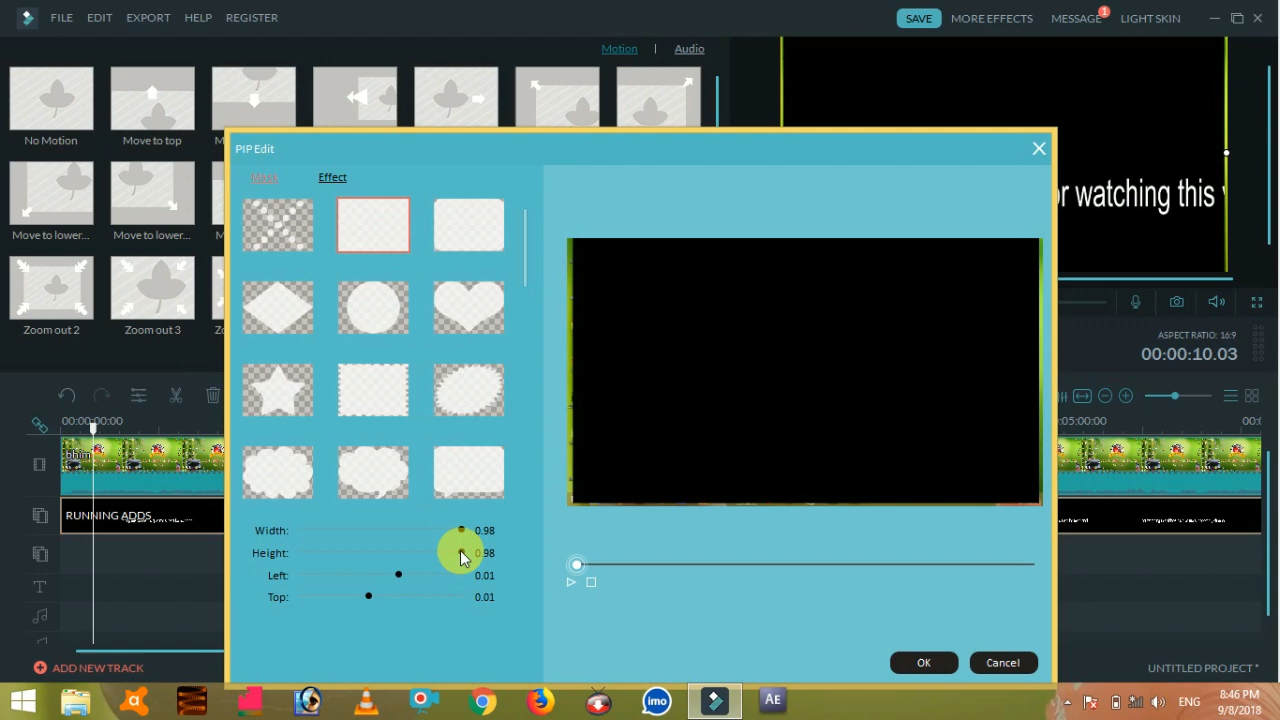 FILE EDIT EXPORT HELP REGISTER
SAVE MORE EFFECTS MESSAGE 1 LIGHT SKIN
Motion | Audio
No Motion Move to top
Move to lower... Move to lower...
Zoom out 2 Zoom out 3
PIP Edit
Mask Effect
Width: 0.98
Height: 0.98
Left: 0.01
Top: 0.01
OK Cancel
or watching this
ASPECT RATIO: 16:9
00:00:10.03
00:00:00:00
05:00:00
bhim
RUNNING ADDS
ADD NEW TRACK
UNTITLED PROJECT *
imo
AE
ENG
8:46 PM
9/8/2018